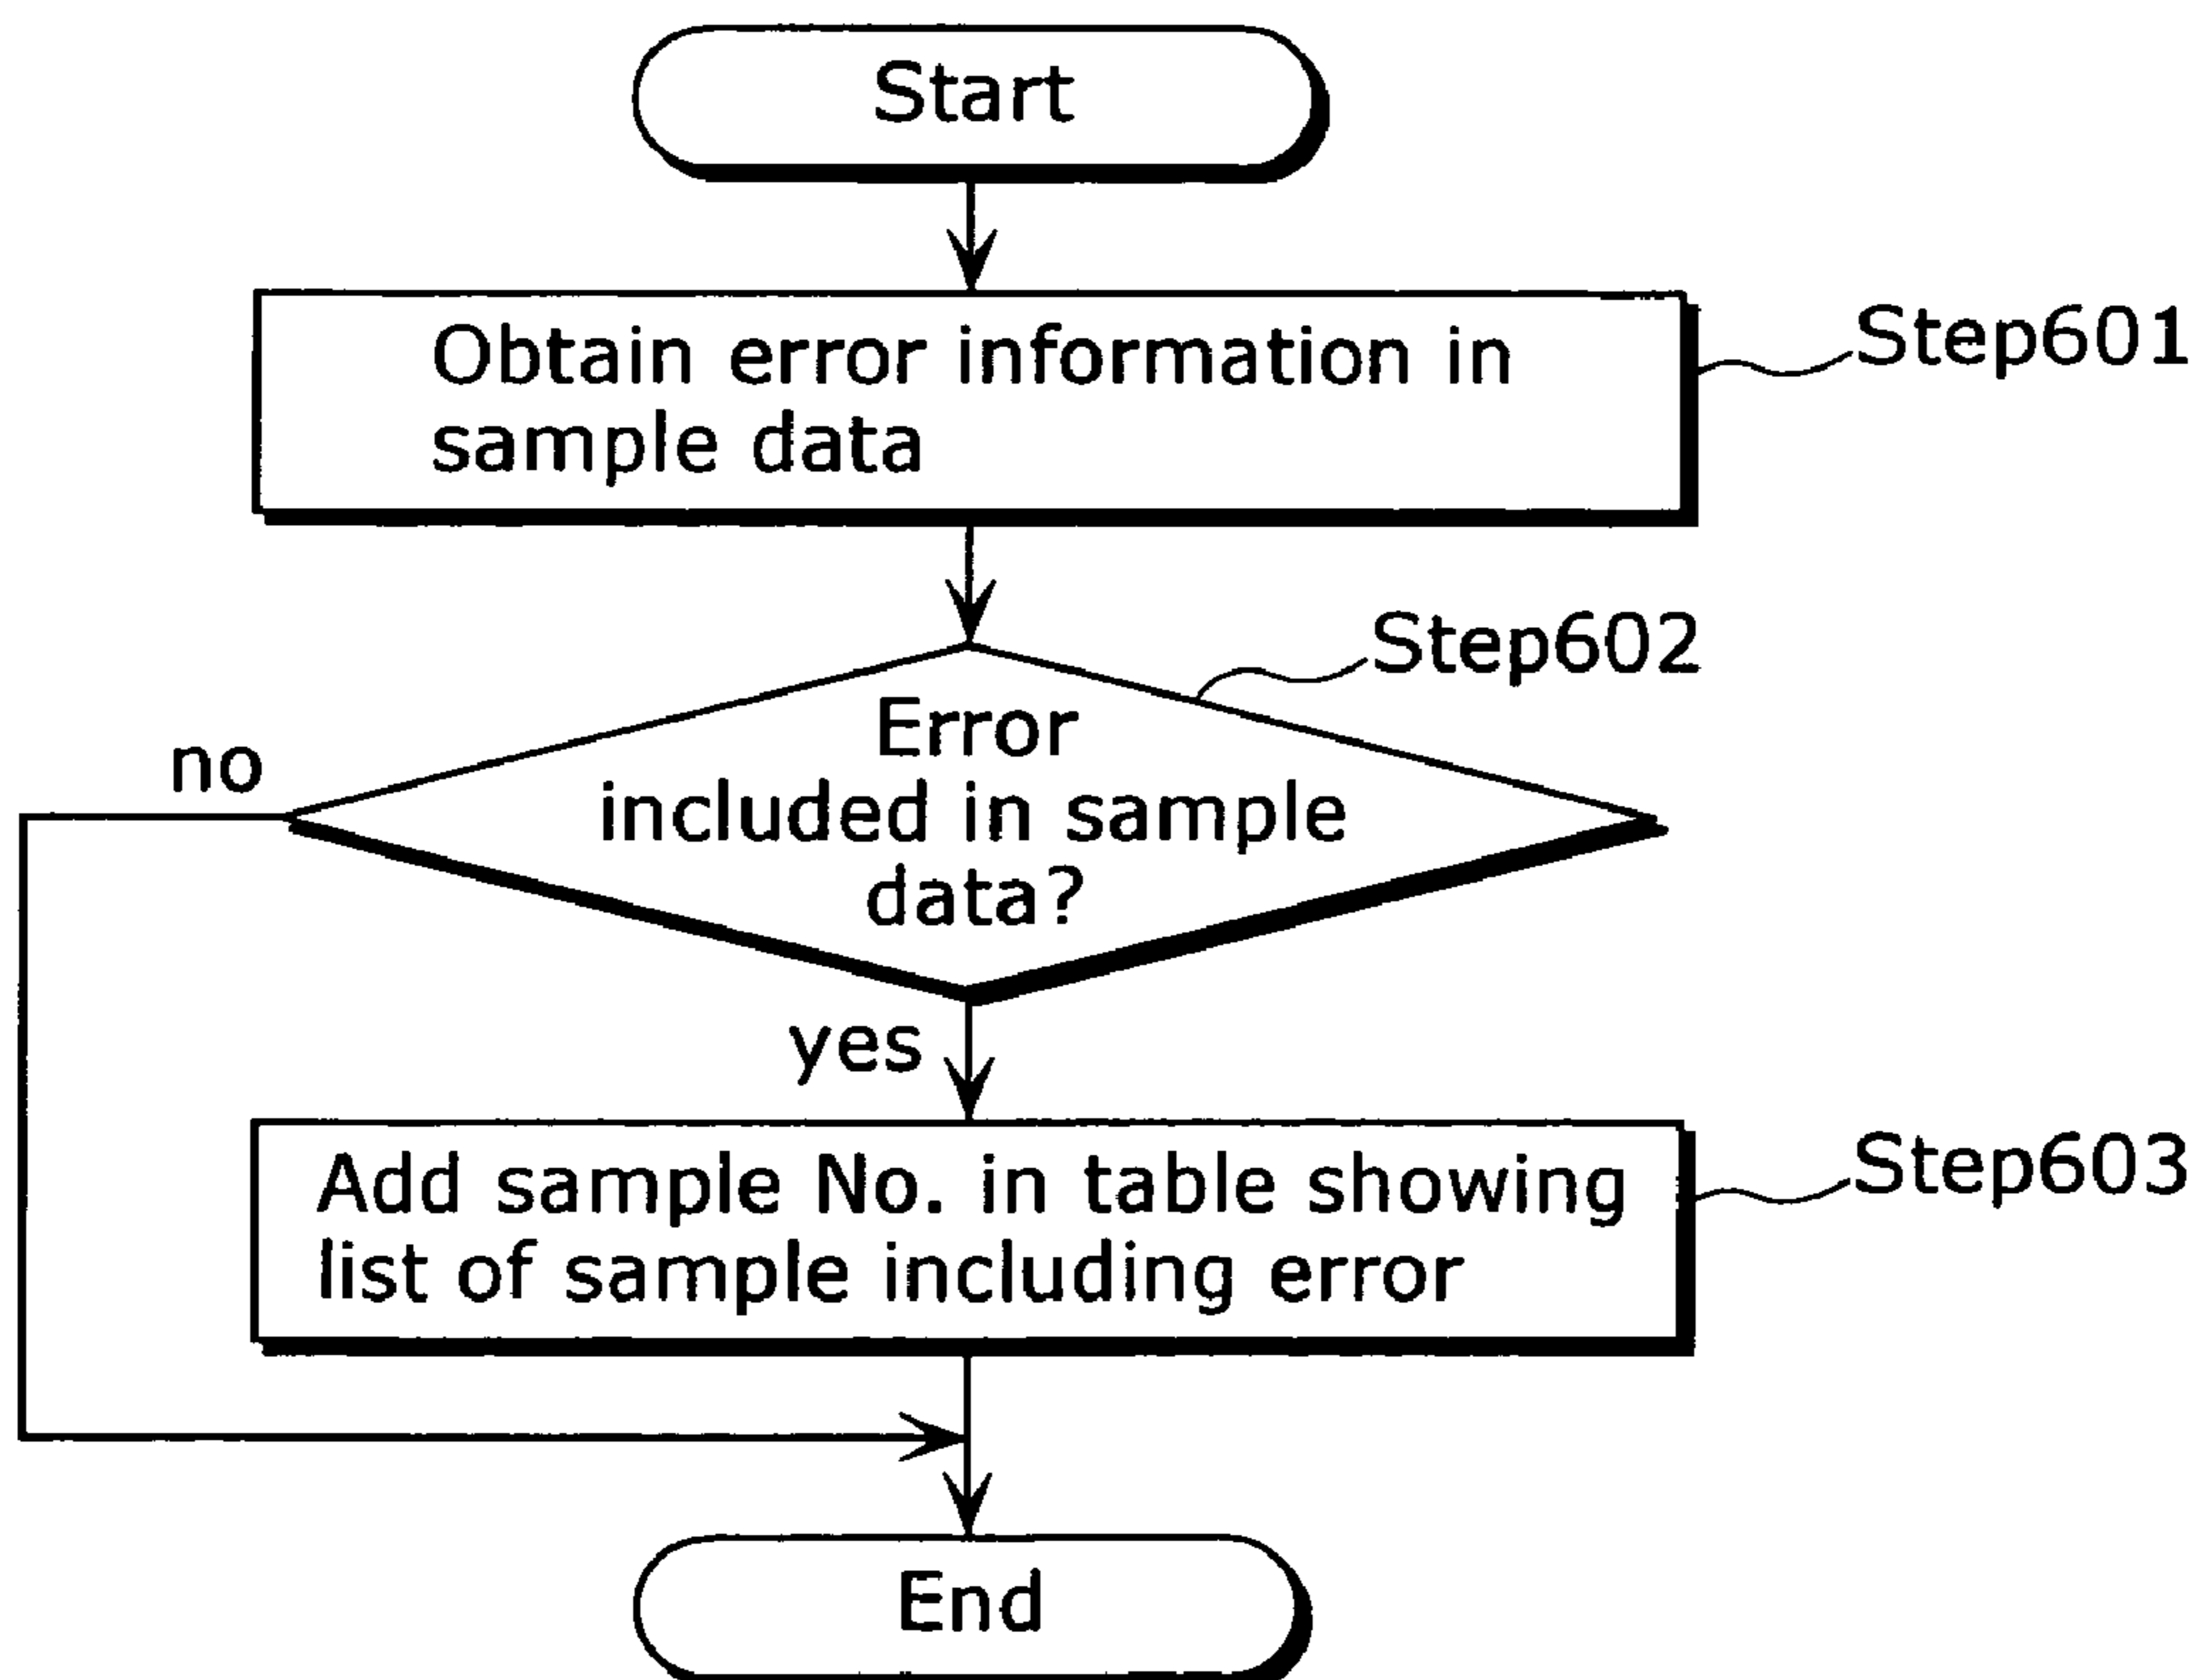 Start
Obtain error information in
sample data
Step601
Step602
Error
included in sample
data?
no
yes
Add sample No. in table showing
list of sample including error
Step603
End